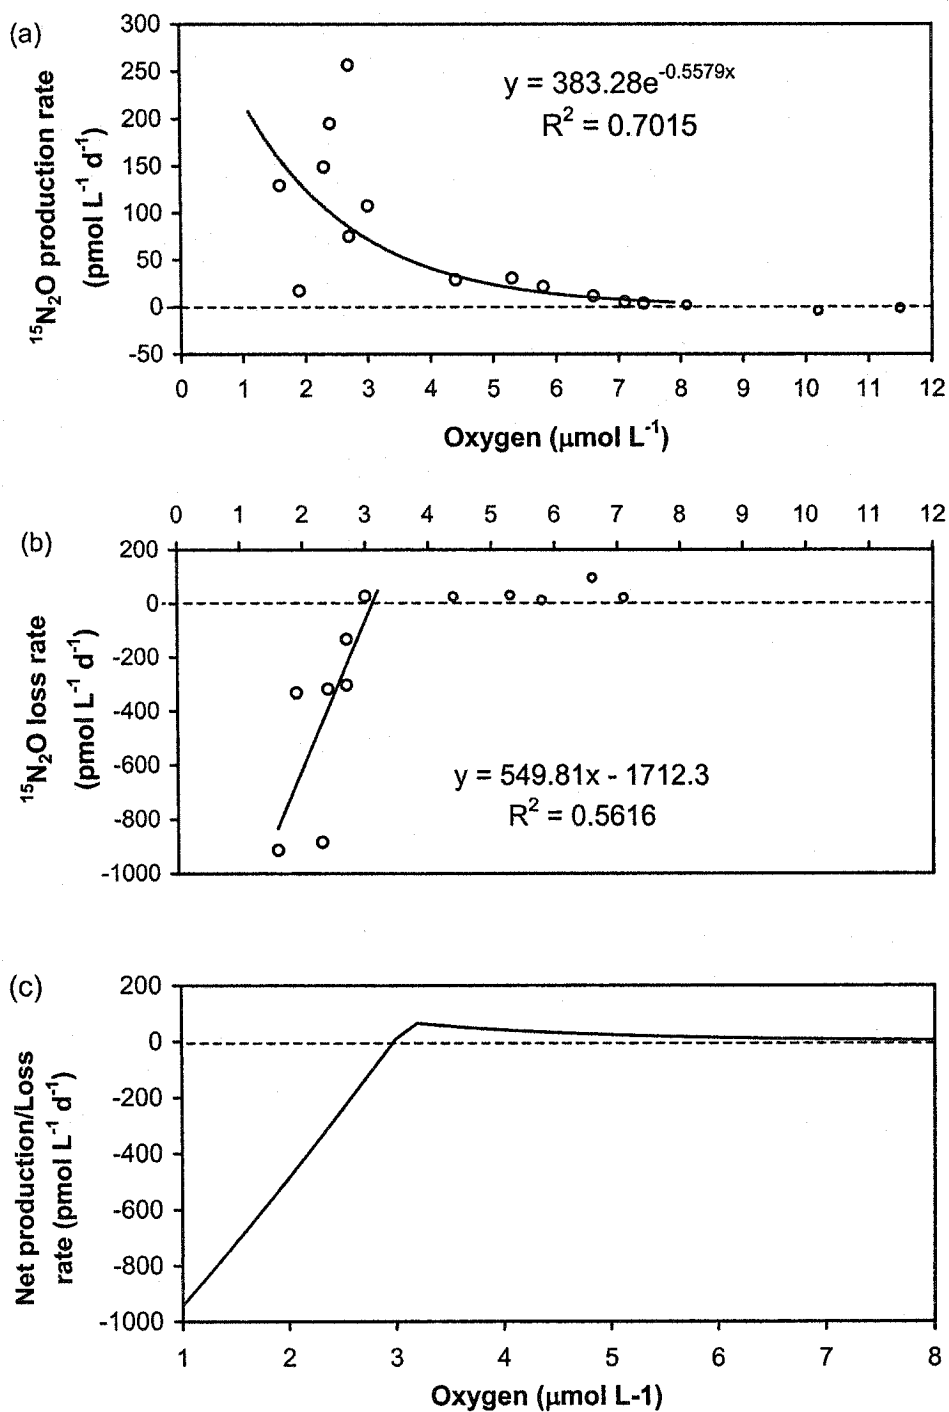 (a)
300
250
200
150
100
50
0
-50
¹⁵N₂O production rate
(pmol L⁻¹ d⁻¹)
y = 383.28e⁻⁰·⁵⁵⁷⁹ˣ
R² = 0.7015
0 1 2 3 4 5 6 7 8 9 10 11 12
Oxygen (μmol L⁻¹)
0 1 2 3 4 5 6 7 8 9 10 11 12
(b)
200
0
-200
-400
-600
-800
-1000
¹⁵N₂O loss rate
(pmol L⁻¹ d⁻¹)
y = 549.81x - 1712.3
R² = 0.5616
(c)
200
0
-200
-400
-600
-800
-1000
Net production/Loss
rate (pmol L⁻¹ d⁻¹)
1 2 3 4 5 6 7 8
Oxygen (μmol L-1)